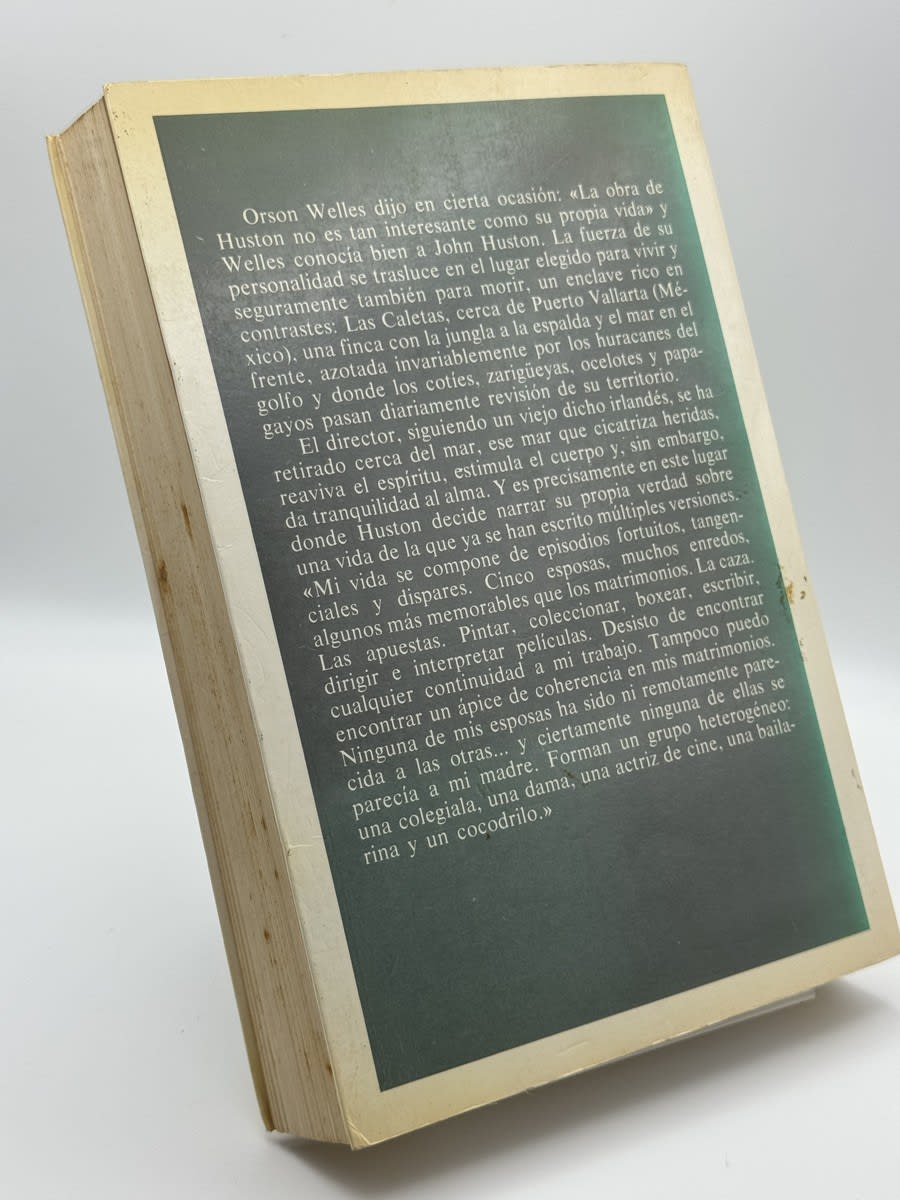 Orson Welles dijo en cierta ocasión: «La obra de
Huston no es tan interesante como su propia vida» y
Welles conocía bien a John Huston. La fuerza de su
personalidad se trasluce en el lugar elegido para vivir y
seguramente también para morir, un enclave rico en
contrastes: Las Caletas, cerca de Puerto Vallarta (Mé-
xico), una finca con la jungla a la espalda y el mar en el
frente, azotada invariablemente por los huracanes del
golfo y donde los cotíes, zarigüeyas, ocelotes y papa-
gayos pasan diariamente revisión de su territorio.
El director, siguiendo un viejo dicho irlandés, se ha
retirado cerca del mar, ese mar que cicatriza heridas,
reaviva el espíritu, estimula el cuerpo y, sin embargo,
da tranquilidad al alma. Y es precisamente en este lugar
donde Huston decide narrar su propia verdad sobre
una vida de la que ya se han escrito múltiples versiones.
«Mi vida se compone de episodios fortuitos, tangen-
ciales y dispares. Cinco esposas, muchos enredos,
algunos más memorables que los matrimonios. La caza.
Las apuestas. Pintar, coleccionar, boxear, escribir,
dirigir e interpretar películas. Desisto de encontrar
cualquier continuidad a mi trabajo. Tampoco puedo
encontrar un ápice de coherencia en mis matrimonios.
Ninguna de mis esposas ha sido ni remotamente pare-
cida a las otras... y ciertamente ninguna de ellas se
parecía a mi madre. Forman un grupo heterogéneo:
una colegiala, una dama, una actriz de cine, una baila-
rina y un cocodrilo.»